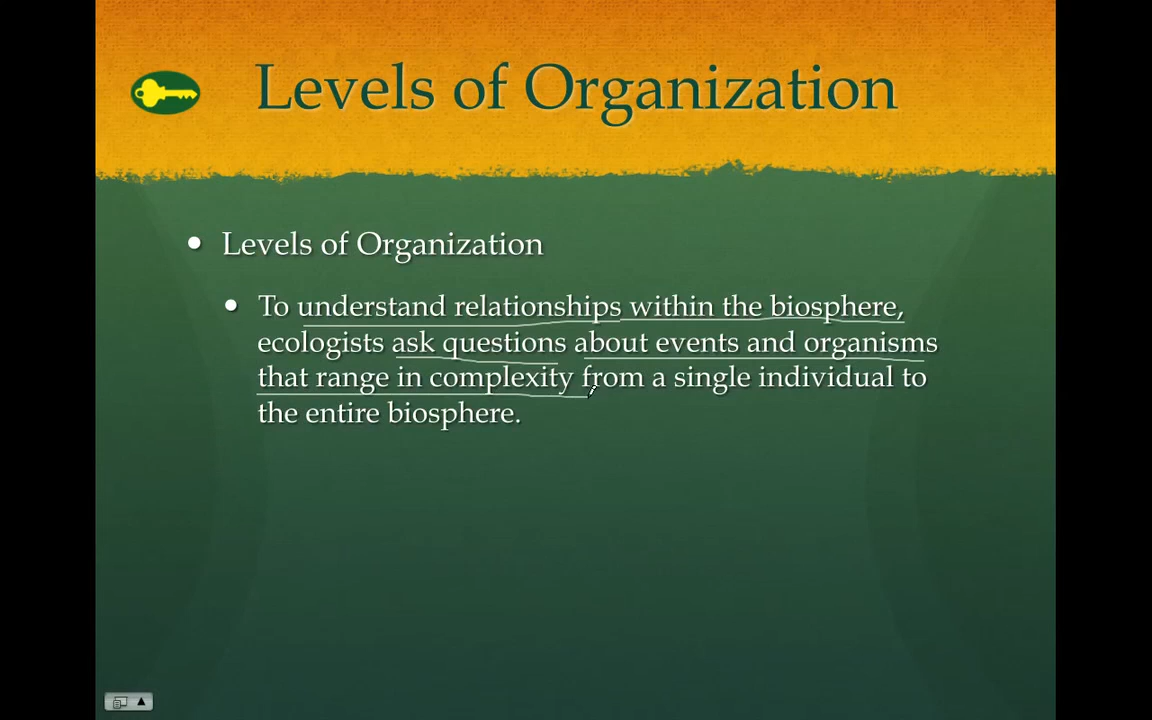 Levels of Organization
• Levels of Organization
• To understand relationships within the biosphere,
ecologists ask questions about events and organisms
that range in complexity from a single individual to
the entire biosphere.